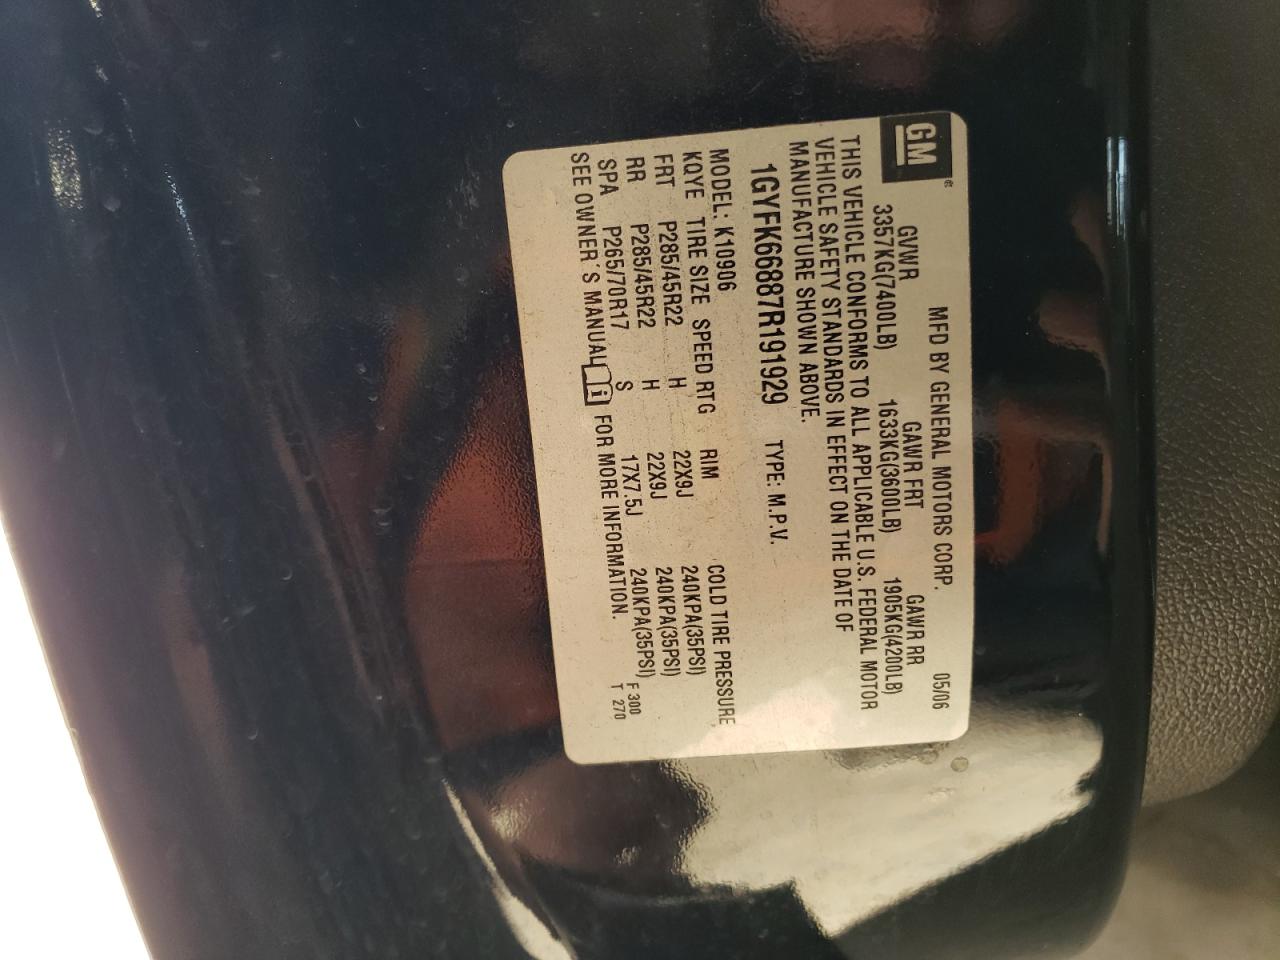 GM®
MFD BY GENERAL MOTORS CORP. 05/06
GVWR GAWR FRT GAWR RR
3357KG(7400LB) 1633KG(3600LB) 1905KG(4200LB)
THIS VEHICLE CONFORMS TO ALL APPLICABLE U.S. FEDERAL MOTOR
VEHICLE SAFETY STANDARDS IN EFFECT ON THE DATE OF
MANUFACTURE SHOWN ABOVE.
1GYFK66887R191929 TYPE: M.P.V.
MODEL: K10906
KQYE TIRE SIZE SPEED RTG RIM COLD TIRE PRESSURE
FRT P285/45R22 H 22X9J 240KPA(35PSI)
RR P285/45R22 H 22X9J 240KPA(35PSI)
SPA P265/70R17 S 17X7.5J 240KPA(35PSI)
SEE OWNER'S MANUAL i FOR MORE INFORMATION.
F 300
T 270